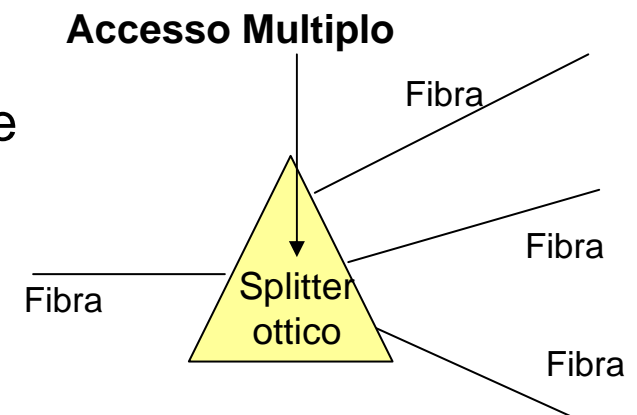 Accesso Multiplo
Fibra
e
Fibra
Splitter
ottico
Fibra
Fibra